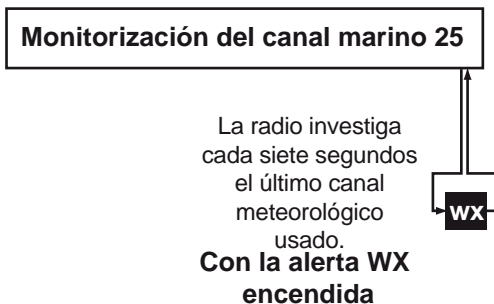 Monitorización del canal marino 25
La radio investiga
cada siete segundos
el último canal
meteorológico
usado.
WX
Con la alerta WX
encendida